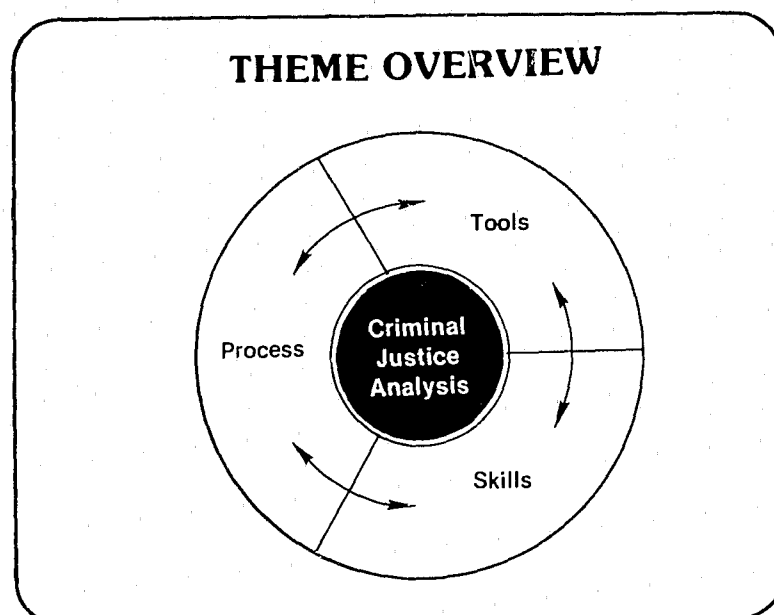 THEME OVERVIEW
Tools
Process
Criminal
Justice
Analysis
Skills